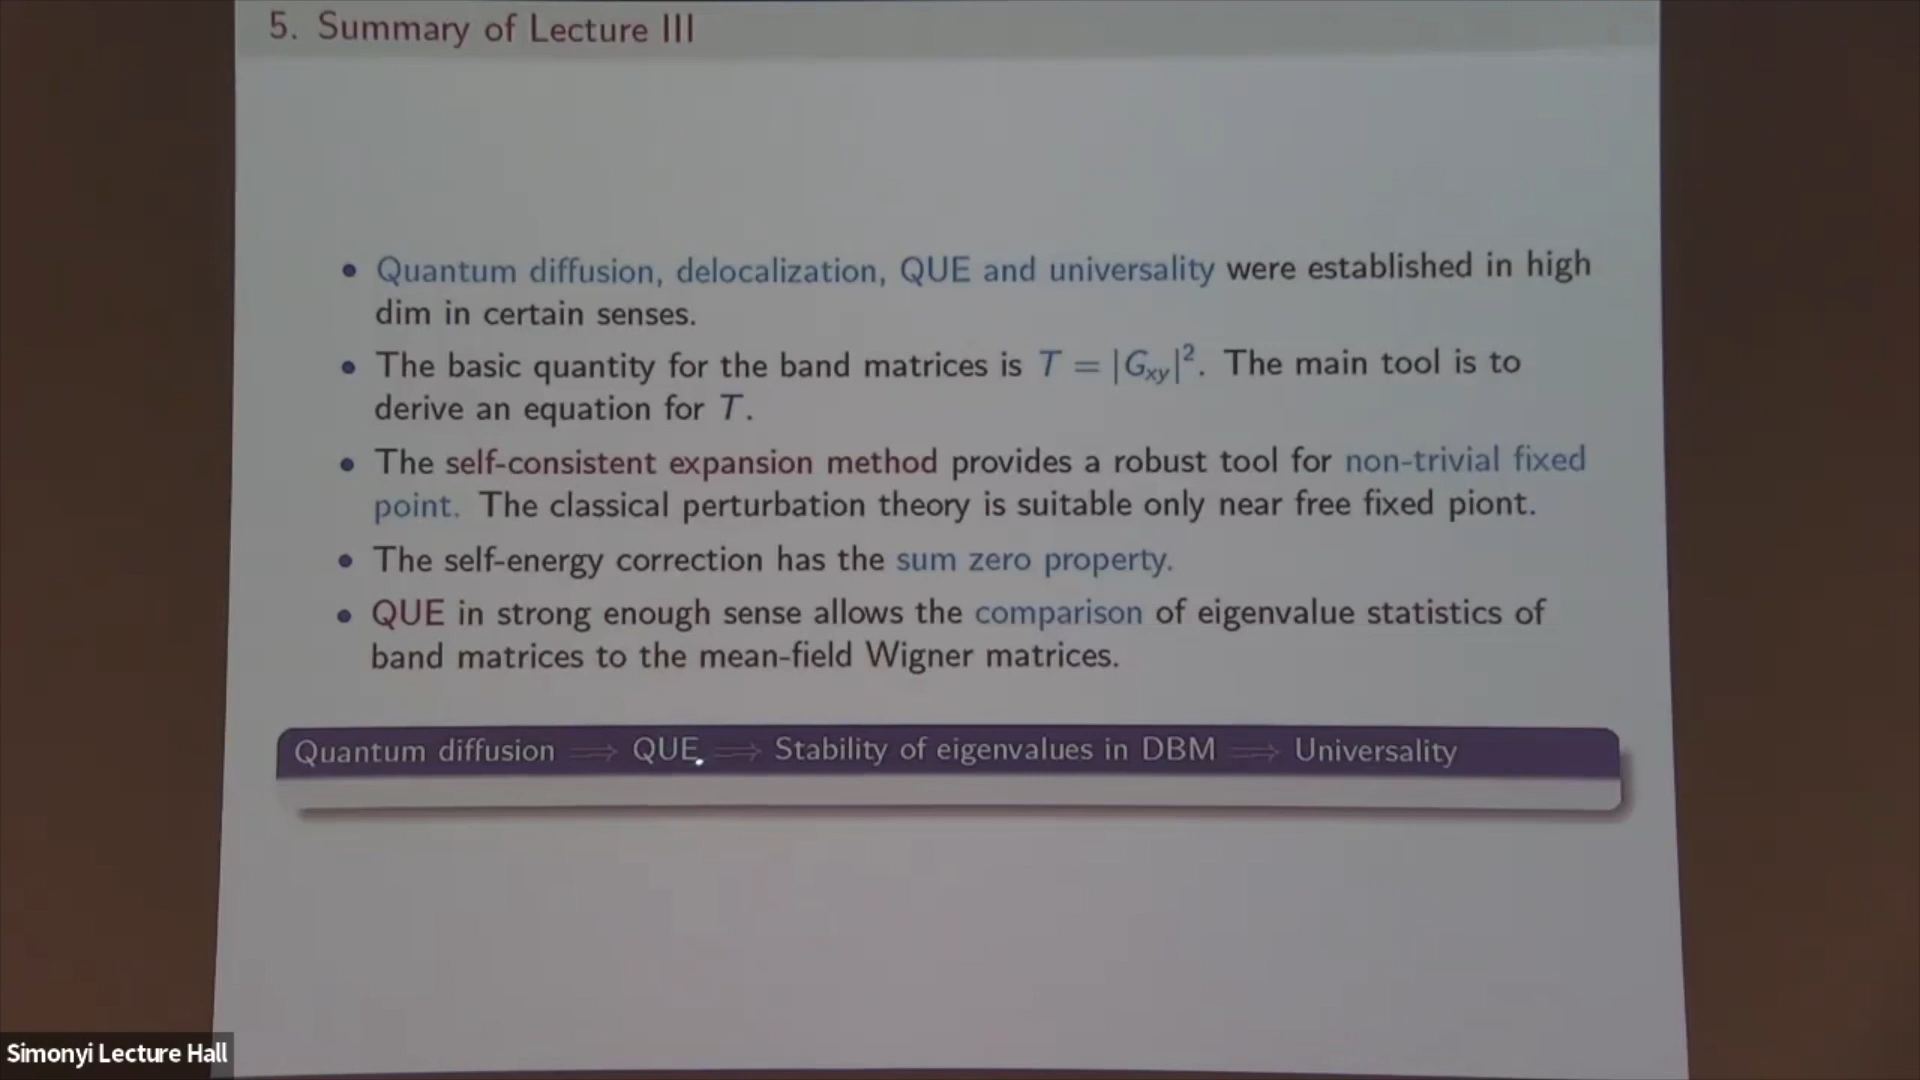 5. Summary of Lecture III
• Quantum diffusion, delocalization, QUE and universality were established in high
dim in certain senses.
• The basic quantity for the band matrices is T = |G_{xy}|². The main tool is to
derive an equation for T.
• The self-consistent expansion method provides a robust tool for non-trivial fixed
point. The classical perturbation theory is suitable only near free fixed piont.
• The self-energy correction has the sum zero property.
• QUE in strong enough sense allows the comparison of eigenvalue statistics of
band matrices to the mean-field Wigner matrices.
Quantum diffusion ⟹ QUE ⟹ Stability of eigenvalues in DBM ⟹ Universality
Simonyi Lecture Hall